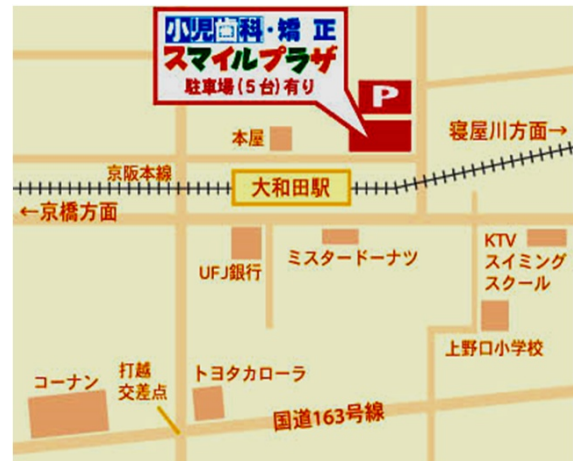 小児歯科・矯正
スマイルプラザ
駐車場(5台)有り
P
本屋
寝屋川方面→
京阪本線
大和田駅
←京橋方面
UFJ銀行
ミスタードーナツ
KTV
スイミング
スクール
上野口小学校
打越
交差点
トヨタカローラ
コーナン
国道163号線